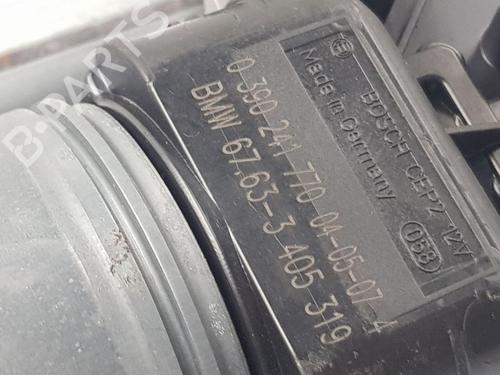 B-PARTS
BOSCH CEP2 12V
Made in Germany
058
0 390 241 770 04-05-07 4
BMW 67.63-3 405 319